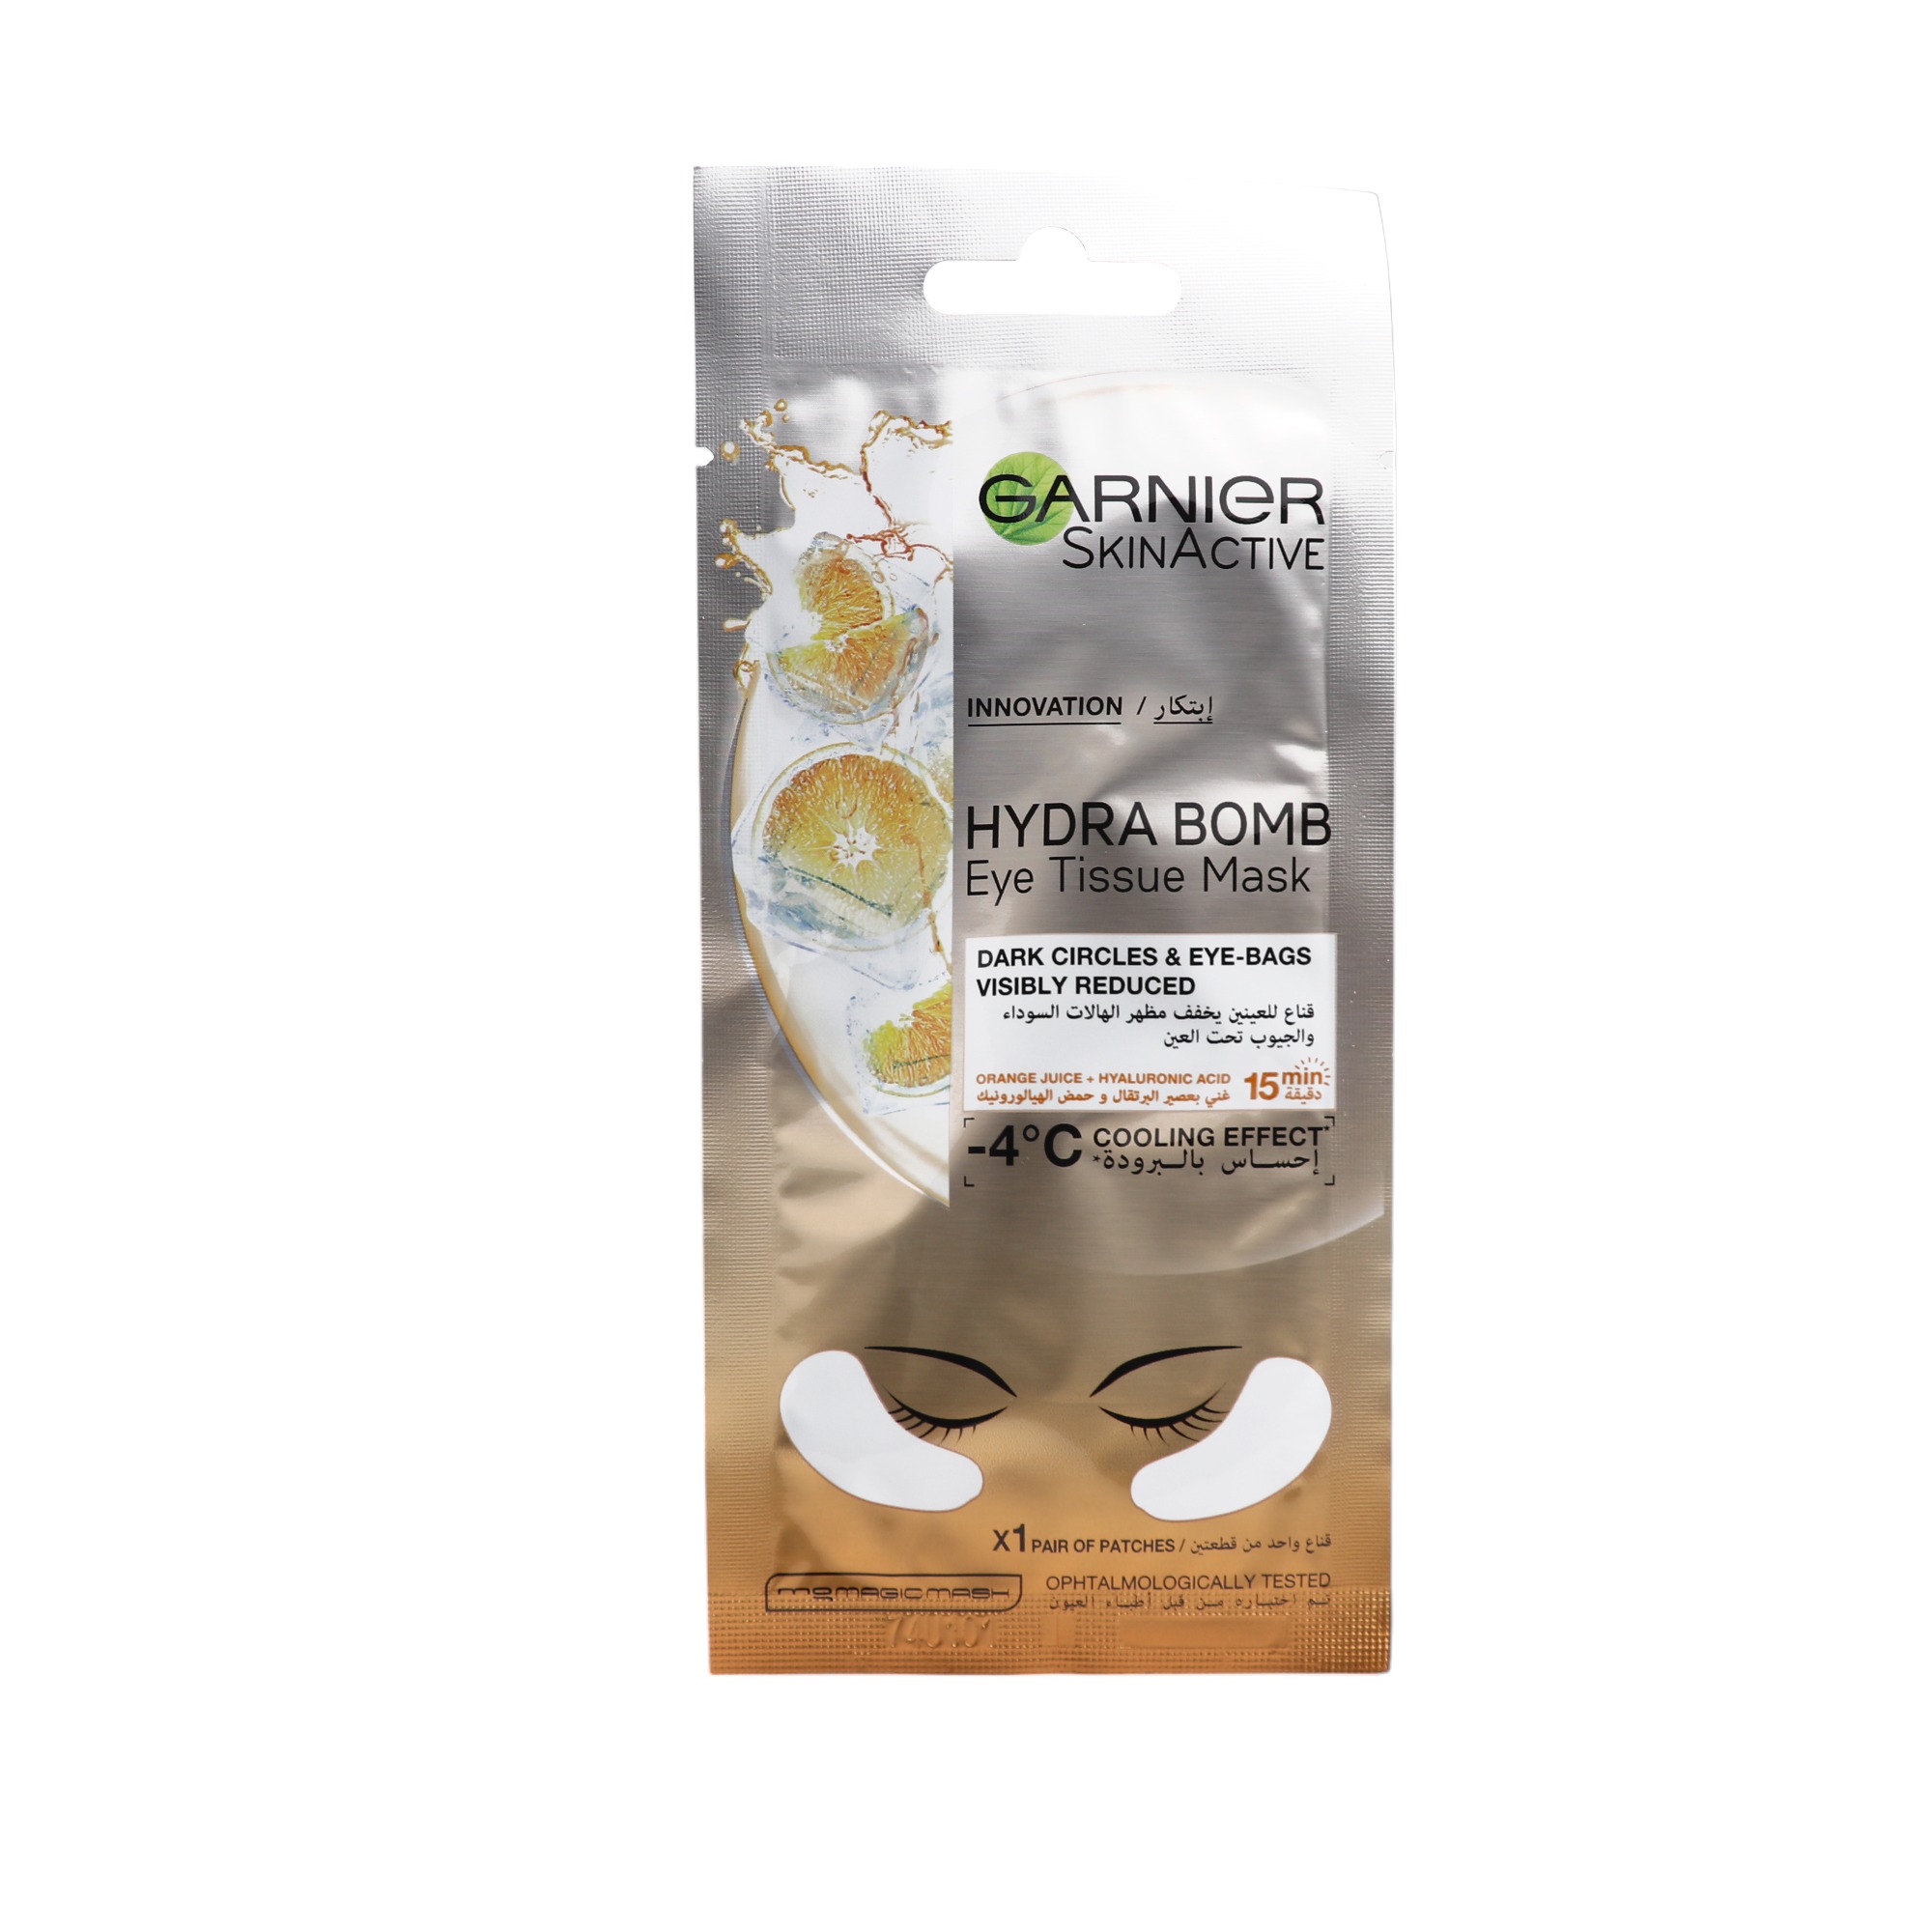 GARNIER
SKINACTIVE
INNOVATION / إبتكار
HYDRA BOMB
Eye Tissue Mask
DARK CIRCLES & EYE-BAGS
VISIBLY REDUCED
قناع للعينين يخفف مظهر الهالات السوداء
والجيوب تحت العين
ORANGE JUICE + HYALURONIC ACID
غني بعصير البرتقال و حمض الهيالورونيك
15 min
دقيقة
-4°C COOLING EFFECT*
إحساس بالبرودة*
x1 PAIR OF PATCHES / قناع واحد من قطعتين
MAGIC MASK
OPHTALMOLOGICALLY TESTED
تم اختباره من قبل أطباء العيون